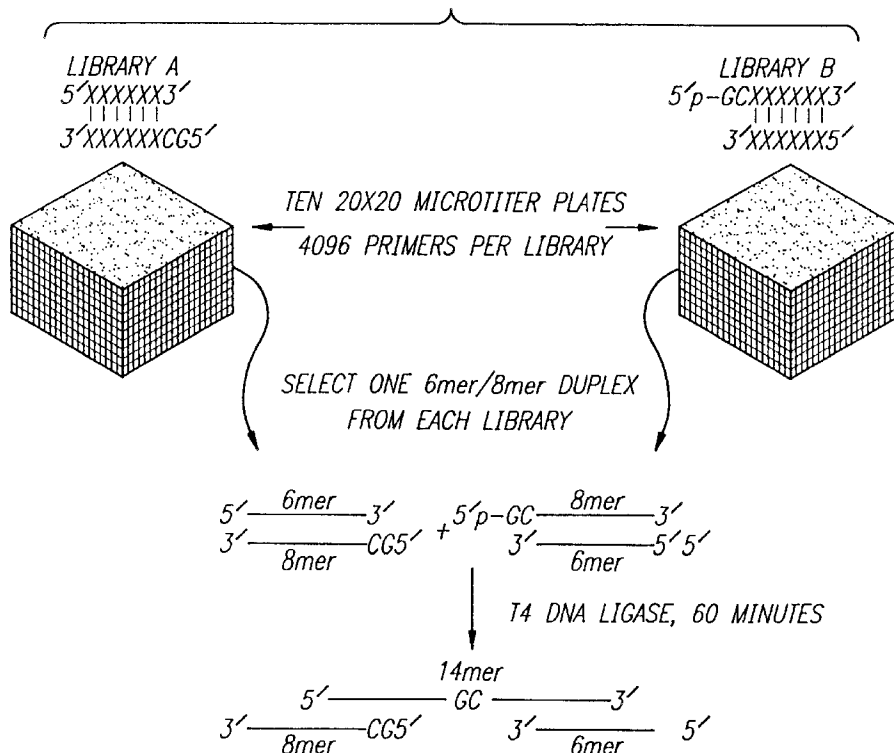 LIBRARY A
5′XXXXXX3′
3′XXXXXXCG5′
LIBRARY B
5′p-GCXXXXXX3′
3′XXXXXX5′
TEN 20X20 MICROTITER PLATES
4096 PRIMERS PER LIBRARY
SELECT ONE 6mer/8mer DUPLEX
FROM EACH LIBRARY
5′ 6mer 3′ + 5′p-GC 8mer 3′
3′ 8mer CG5′ 3′ 6mer 5′ 5′
T4 DNA LIGASE, 60 MINUTES
14mer
5′ GC 3′
3′ 8mer CG5′ 3′ 6mer 5′